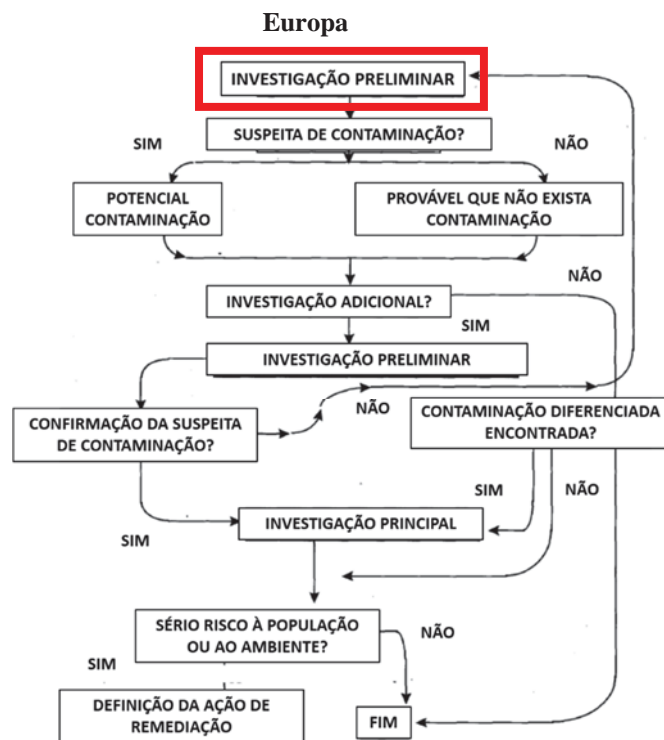 Europa
INVESTIGAÇÃO PRELIMINAR
SUSPEITA DE CONTAMINAÇÃO?
SIM
NÃO
POTENCIAL
CONTAMINAÇÃO
PROVÁVEL QUE NÃO EXISTA
CONTAMINAÇÃO
NÃO
INVESTIGAÇÃO ADICIONAL?
SIM
INVESTIGAÇÃO PRELIMINAR
NÃO
CONFIRMAÇÃO DA SUSPEITA
DE CONTAMINAÇÃO?
CONTAMINAÇÃO DIFERENCIADA
ENCONTRADA?
SIM
NÃO
INVESTIGAÇÃO PRINCIPAL
SIM
SÉRIO RISCO À POPULAÇÃO
OU AO AMBIENTE?
NÃO
SIM
DEFINIÇÃO DA AÇÃO DE
REMEDIAÇÃO
FIM